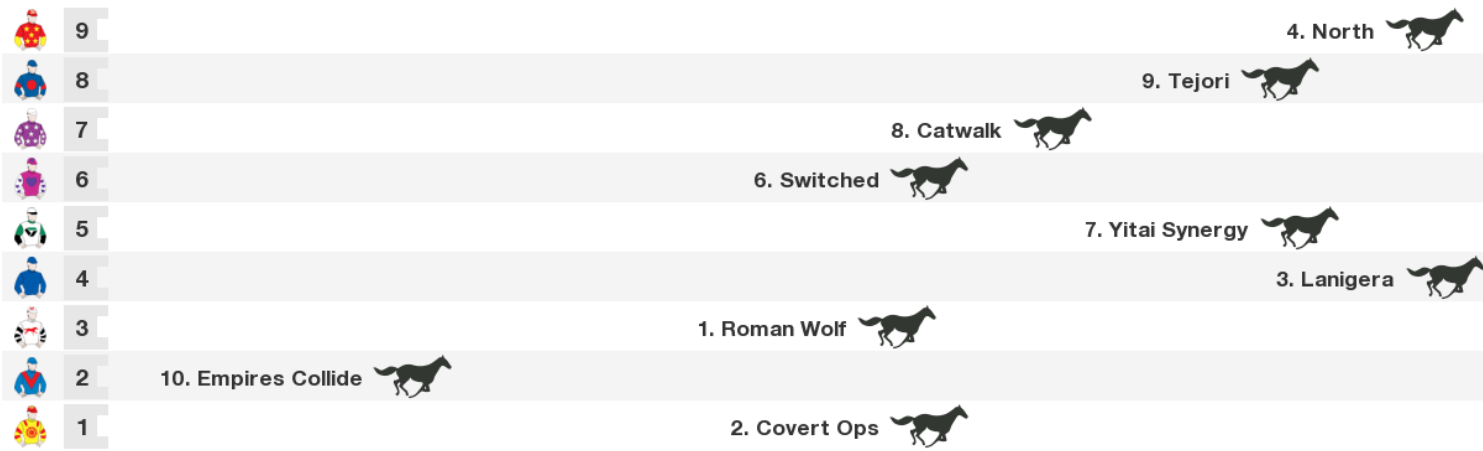 9 4. North
8 9. Tejori
7 8. Catwalk
6 6. Switched
5 7. Yitai Synergy
4 3. Lanigera
3 1. Roman Wolf
2 10. Empires Collide
1 2. Covert Ops